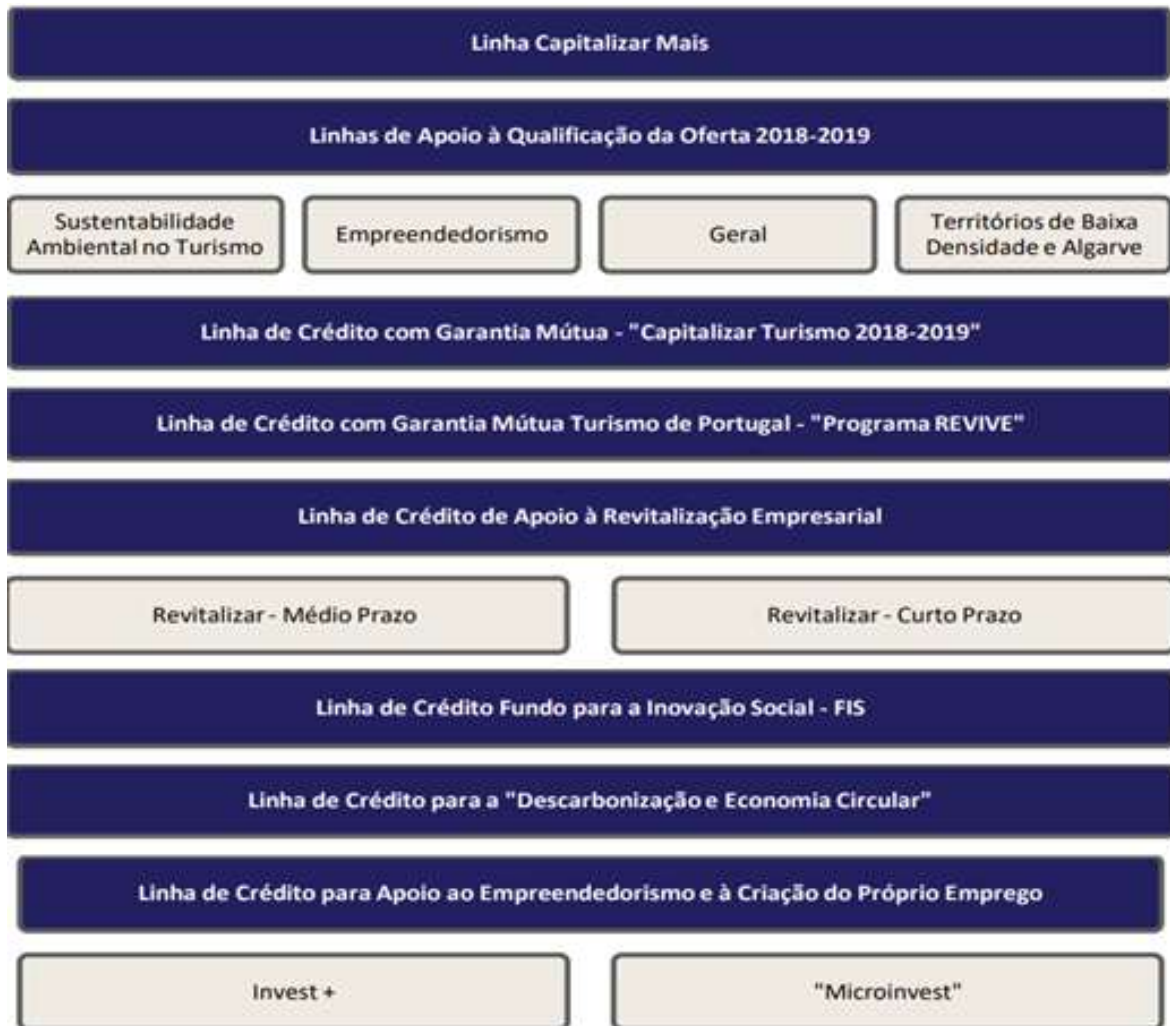 Linha Capitalizar Mais
Linhas de Apoio à Qualificação da Oferta 2018-2019
Sustentabilidade
Ambiental no Turismo
Empreendedorismo
Geral
Territórios de Baixa
Densidade e Algarve
Linha de Crédito com Garantia Mútua - "Capitalizar Turismo 2018-2019"
Linha de Crédito com Garantia Mútua Turismo de Portugal - "Programa REVIVE"
Linha de Crédito de Apoio à Revitalização Empresarial
Revitalizar - Médio Prazo
Revitalizar - Curto Prazo
Linha de Crédito Fundo para a Inovação Social - FIS
Linha de Crédito para a "Descarbonização e Economia Circular"
Linha de Crédito para Apoio ao Empreendedorismo e à Criação do Próprio Emprego
Invest +
"Microinvest"